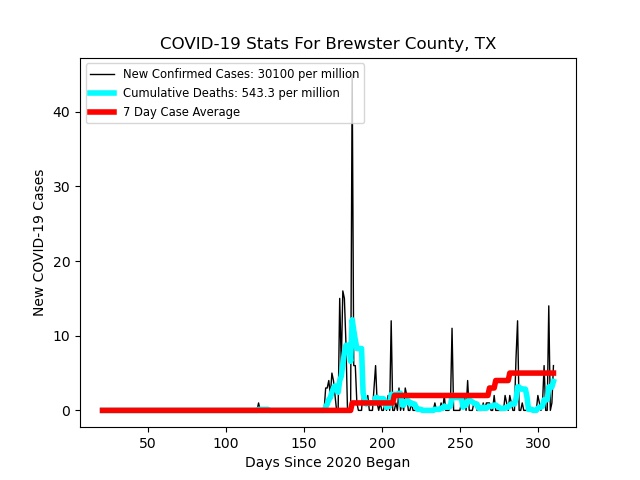 COVID-19 Stats For Brewster County, TX
New Confirmed Cases: 30100 per million
Cumulative Deaths: 543.3 per million
7 Day Case Average
New COVID-19 Cases
40
30
20
10
0
50 100 150 200 250 300
Days Since 2020 Began